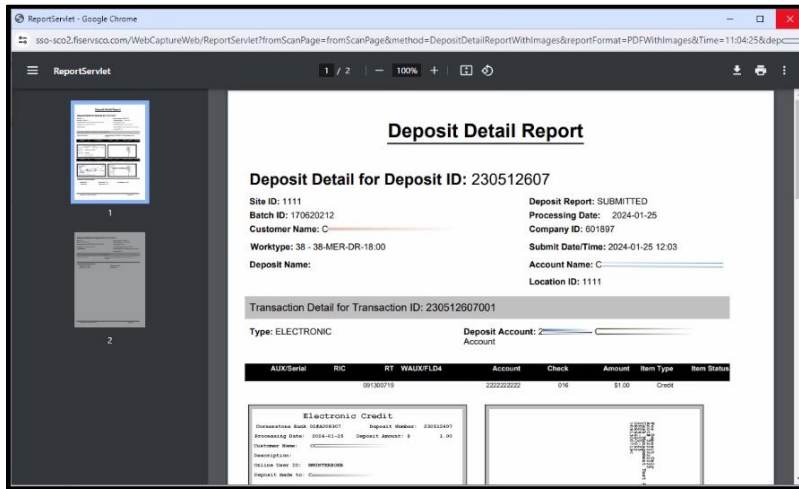 ReportServlet - Google Chrome
sso-sco2.fiservsco.com/WebCaptureWeb/ReportServlet?fromScanPage=fromScanPage&method=DepositDetailReportWithImages&reportFormat=PDFWithImages&Time=11:04:25&dep
ReportServlet
1 / 2
100%
1
2
Deposit Detail Report
Deposit Detail for Deposit ID: 230512607
Site ID: 1111 Deposit Report: SUBMITTED
Batch ID: 170620212 Processing Date: 2024-01-25
Customer Name: C Company ID: 601897
Worktype: 38 - 38-MER-DR-18:00 Submit Date/Time: 2024-01-25 12:03
Deposit Name: Account Name: C
Location ID: 1111
Transaction Detail for Transaction ID: 230512607001
Type: ELECTRONIC Deposit Account: 2 C
Account
AUX/Serial RIC RT WAUX/FLD4 Account Check Amount Item Type Item Status
091300719 2222222222 016 $1.00 Credit
Electronic Credit
Cornerstone Bank Deposit Number: 230512607
Processing Date: 2024-01-25 Deposit Amount: $ 1.00
Customer Name:
Description:
Online User ID:
Deposit made to: C